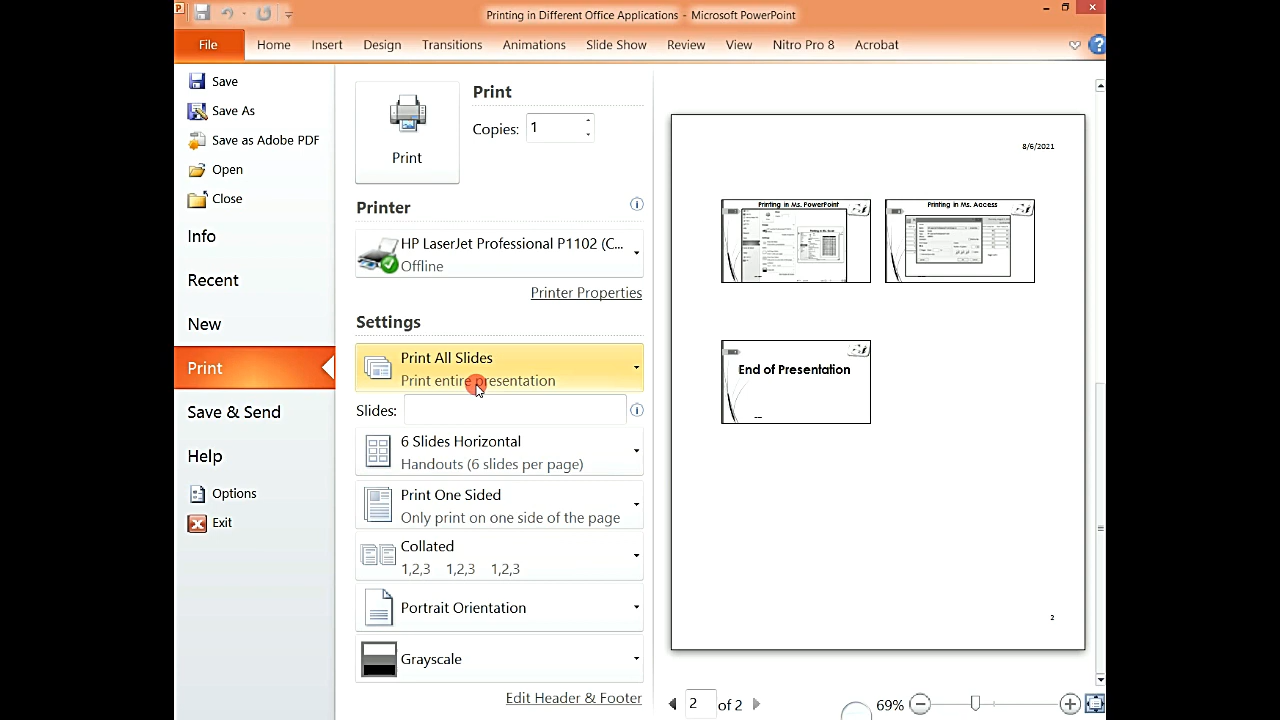 Printing in Different Office Applications - Microsoft PowerPoint
File Home Insert Design Transitions Animations Slide Show Review View Nitro Pro 8 Acrobat
Save
Save As
Save as Adobe PDF
Open
Close
Info
Recent
New
Print
Save & Send
Help
Options
Exit
Print
Print
Copies: 1
Printer
HP LaserJet Professional P1102 (C...
Offline
Printer Properties
Settings
Print All Slides
Print entire presentation
Slides:
6 Slides Horizontal
Handouts (6 slides per page)
Print One Sided
Only print on one side of the page
Collated
1,2,3 1,2,3 1,2,3
Portrait Orientation
Grayscale
Edit Header & Footer
8/6/2021
Printing in Ms. PowerPoint
Printing in Ms. Access
End of Presentation
2
2 of 2
69%